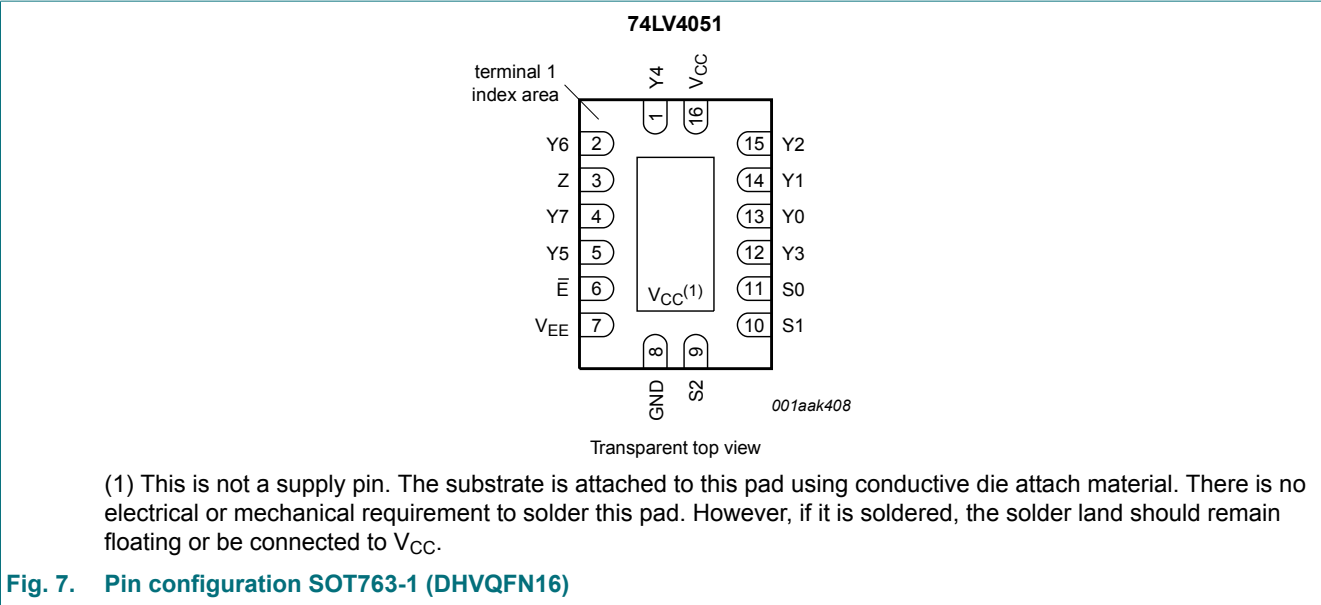 74LV4051
terminal 1
index area
Y4
VCC
1
16
Y6 2
15 Y2
Z 3
14 Y1
Y7 4
13 Y0
Y5 5
12 Y3
E̅ 6
VCC(1)
11 S0
VEE 7
10 S1
8
9
GND
S2
001aak408
Transparent top view
(1) This is not a supply pin. The substrate is attached to this pad using conductive die attach material. There is no
electrical or mechanical requirement to solder this pad. However, if it is soldered, the solder land should remain
floating or be connected to VCC.
Fig. 7. Pin configuration SOT763-1 (DHVQFN16)